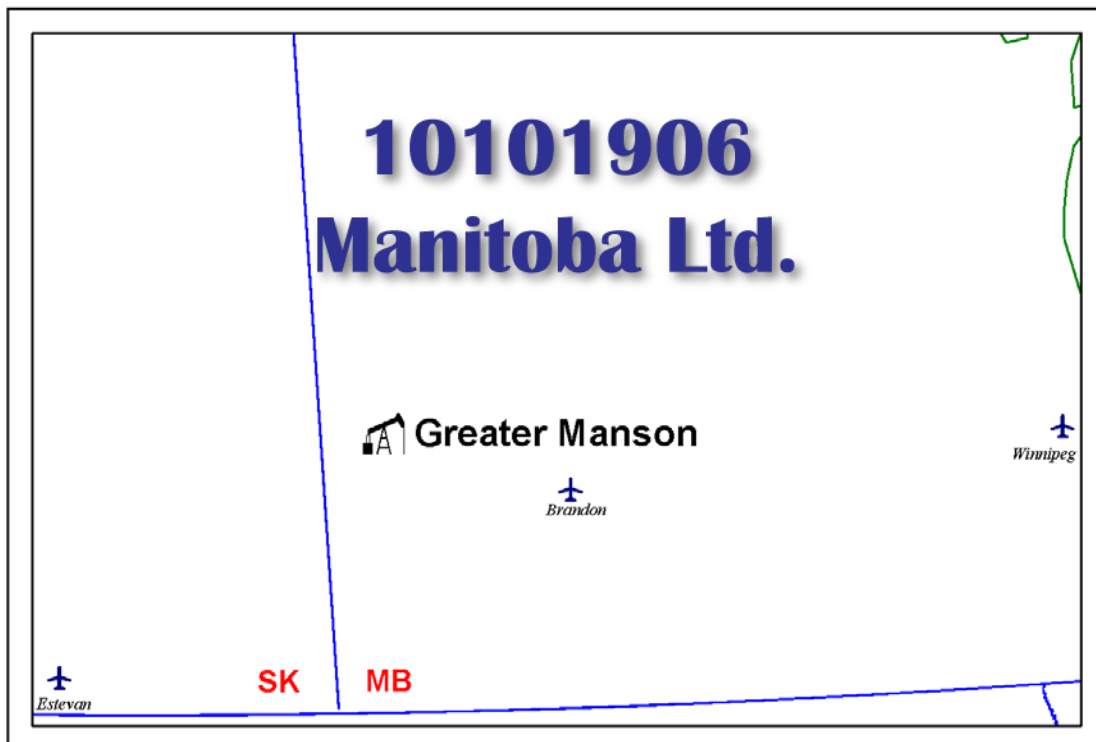 10101906
Manitoba Ltd.
Greater Manson
Winnipeg
Brandon
SK MB
Estevan